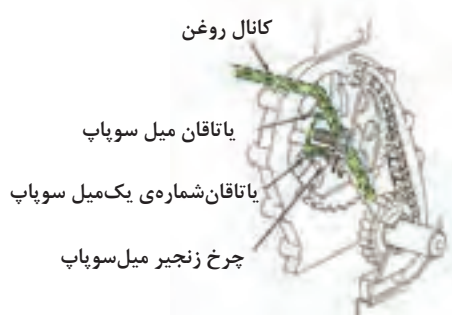 کانال روغن
یاتاقان میل سوپاپ
یاتاقان‌شماره‌ی یک‌میل سوپاپ
چرخ زنجیر میل‌سوپاپ